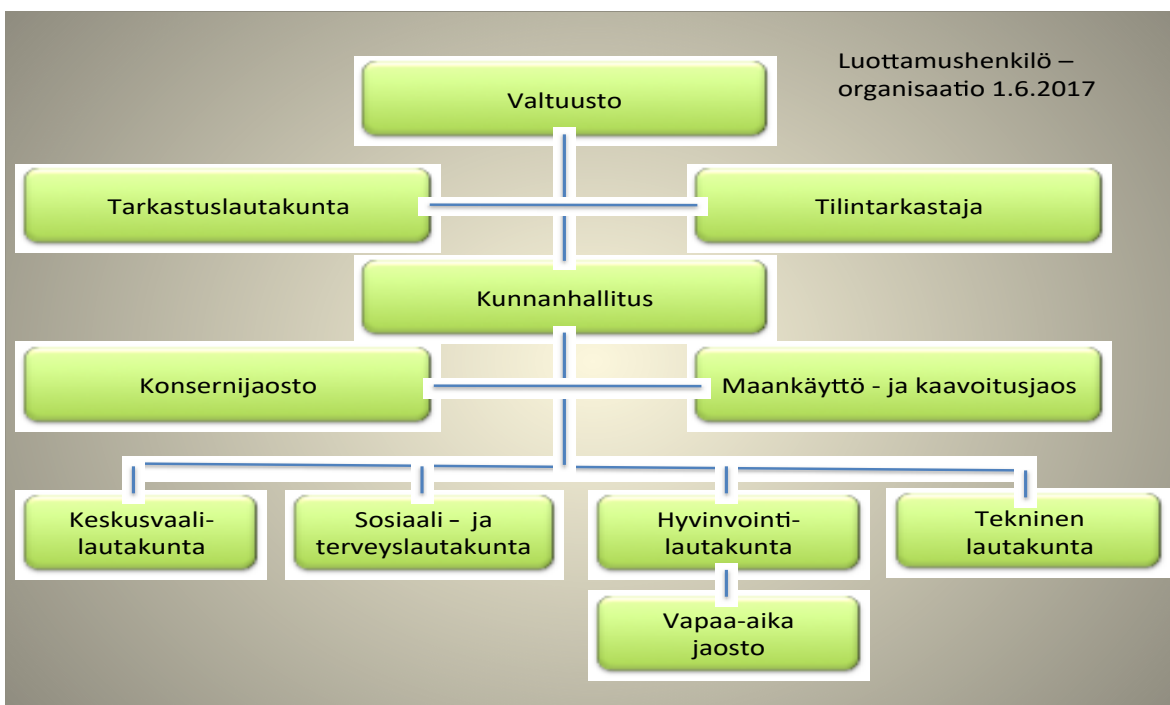 Luottamushenkilö –
organisaatio 1.6.2017
Valtuusto
Tarkastuslautakunta
Tilintarkastaja
Kunnanhallitus
Konsernijaosto
Maankäyttö - ja kaavoitusjaos
Keskusvaali-
lautakunta
Sosiaali – ja
terveyslautakunta
Hyvinvointi-
lautakunta
Tekninen
lautakunta
Vapaa-aika
jaosto